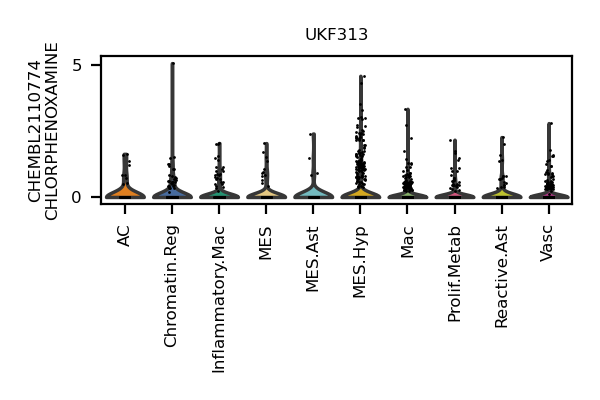 UKF313
CHEMBL2110774
CHLORPHENOXAMINE
5
0
AC
Chromatin.Reg
Inflammatory.Mac
MES
MES.Ast
MES.Hyp
Mac
Prolif.Metab
Reactive.Ast
Vasc